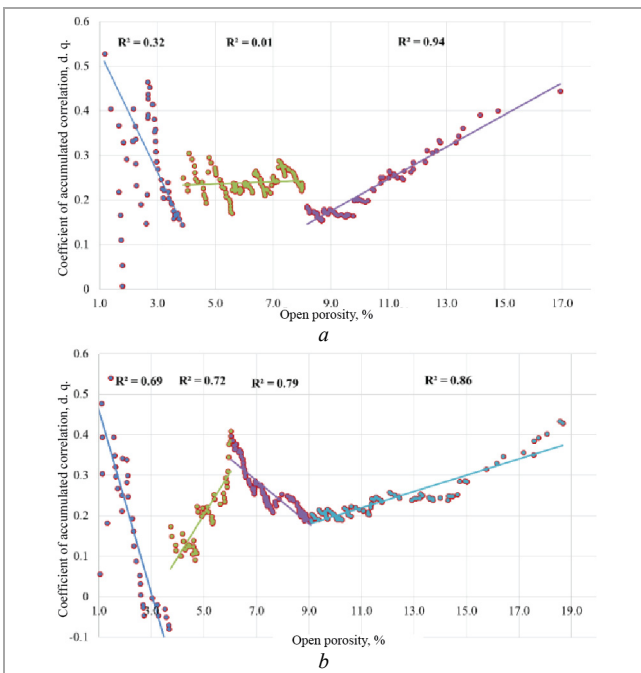 R² = 0.32 R² = 0.01 R² = 0.94
Coefficient of accumulated correlation, d. q.
0.6
0.5
0.4
0.3
0.2
0.1
0
1.0 3.0 5.0 7.0 9.0 11.0 13.0 15.0 17.0
Open porosity, %
a
R² = 0.69 R² = 0.72 R² = 0.79 R² = 0.86
Coefficient of accumulated correlation, d. q.
0.6
0.5
0.4
0.3
0.2
0.1
0
-0.1
1.0 3.0 5.0 7.0 9.0 11.0 13.0 15.0 17.0 19.0
Open porosity, %
b